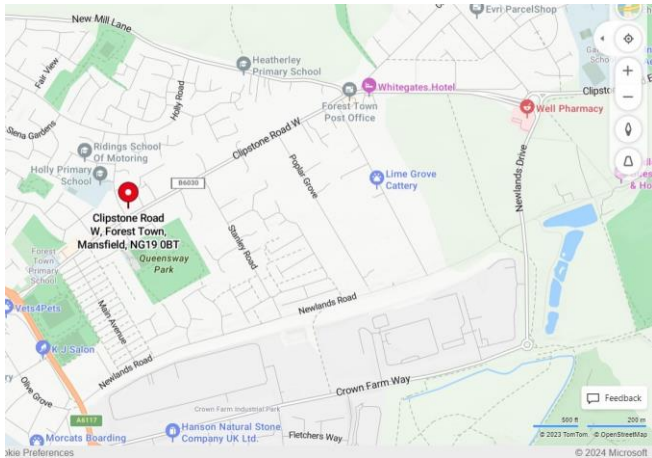 New Mill Lane
Evri ParcelShop
Fair View
Heatherley
Primary School
Holly Road
Whitegates.Hotel
Forest Town
Post Office
Well Pharmacy
Siena Gardens
Clipstone Road W
Ridings School
Of Motoring
Holly Primary
School
Poplar Grove
Lime Grove
Cattery
Newlands Drive
B6030
Clipstone Road
W, Forest Town,
Mansfield, NG19 0BT
Stanley Road
Queensway
Park
Forest
Town
Primary
School
Main Avenue
Vets4Pets
Newlands Road
K J Salon
Newlands Road
Olive Grove
Crown Farm Way
Feedback
A6117
Crown Farm Industrial Park
Hanson Natural Stone
Company UK Ltd.
Fletchers Way
Morcats Boarding
500 ft
200 m
© 2023 TomTom, © OpenStreetMap
okie Preferences
© 2024 Microsoft